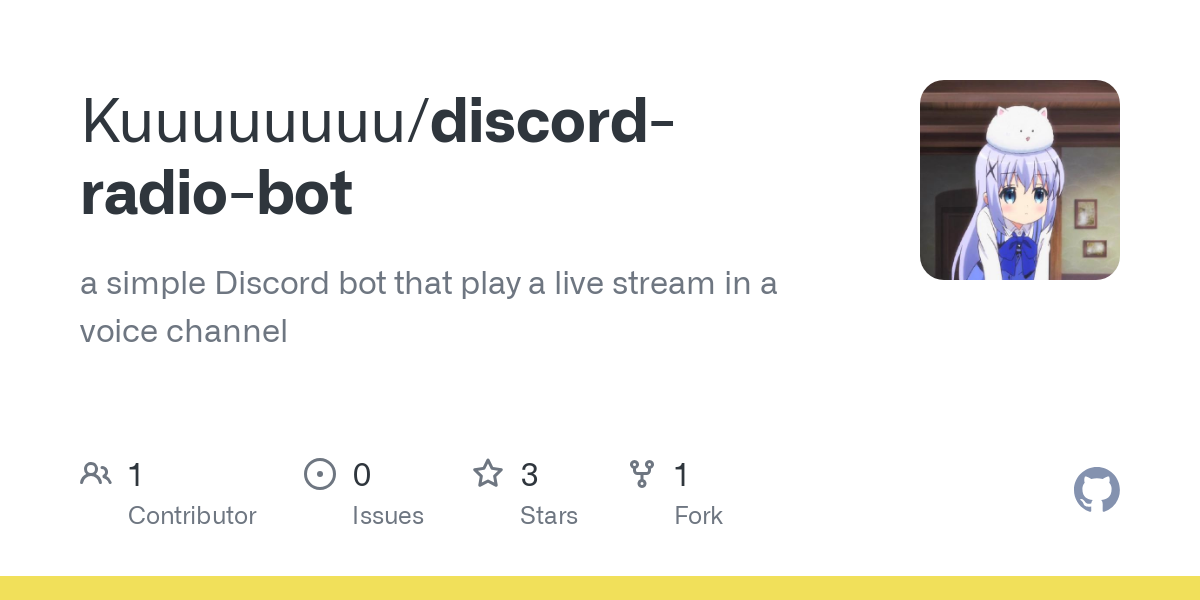 Kuuuuuuuu/discord-
radio-bot
a simple Discord bot that play a live stream in a
voice channel
1
Contributor
0
Issues
3
Stars
1
Fork